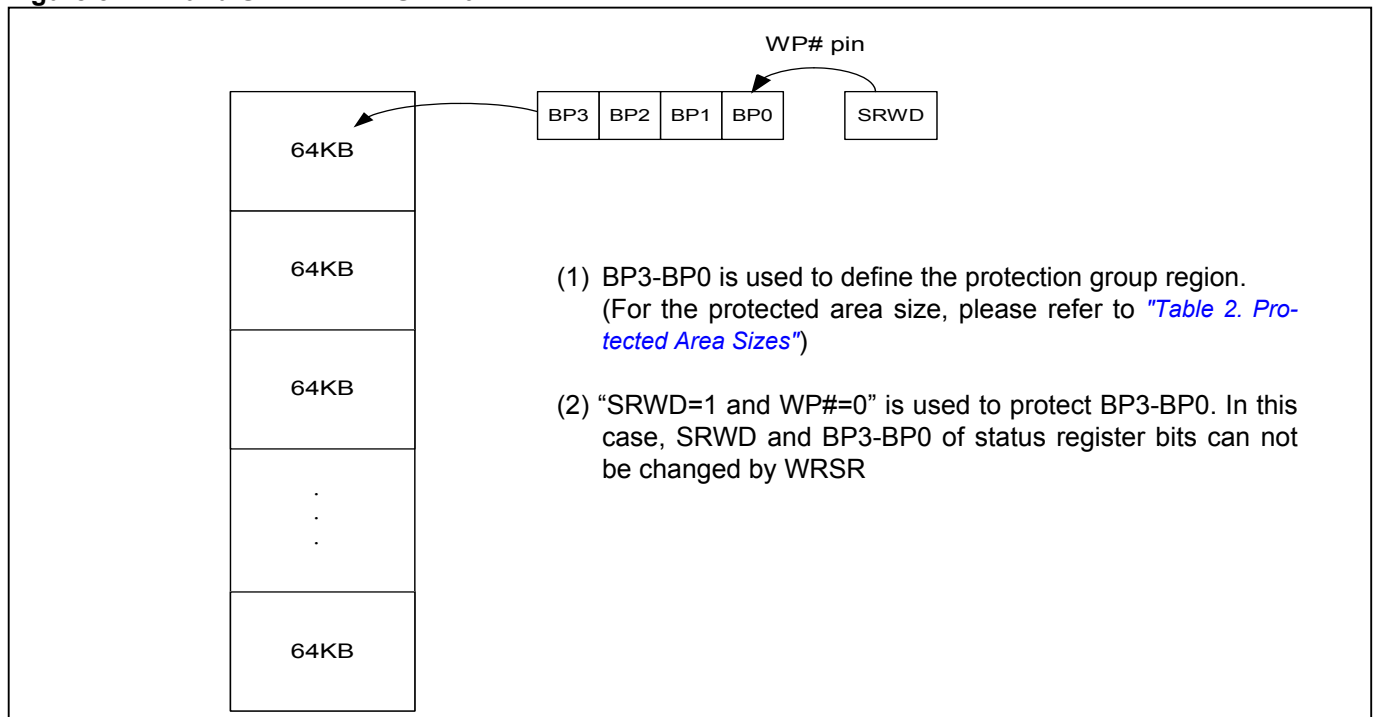 WP# pin
BP3 BP2 BP1 BP0 SRWD
64KB
64KB
(1) BP3-BP0 is used to define the protection group region.
(For the protected area size, please refer to "Table 2. Pro-
tected Area Sizes")
64KB
(2) “SRWD=1 and WP#=0” is used to protect BP3-BP0. In this
case, SRWD and BP3-BP0 of status register bits can not
be changed by WRSR
.
.
.
64KB